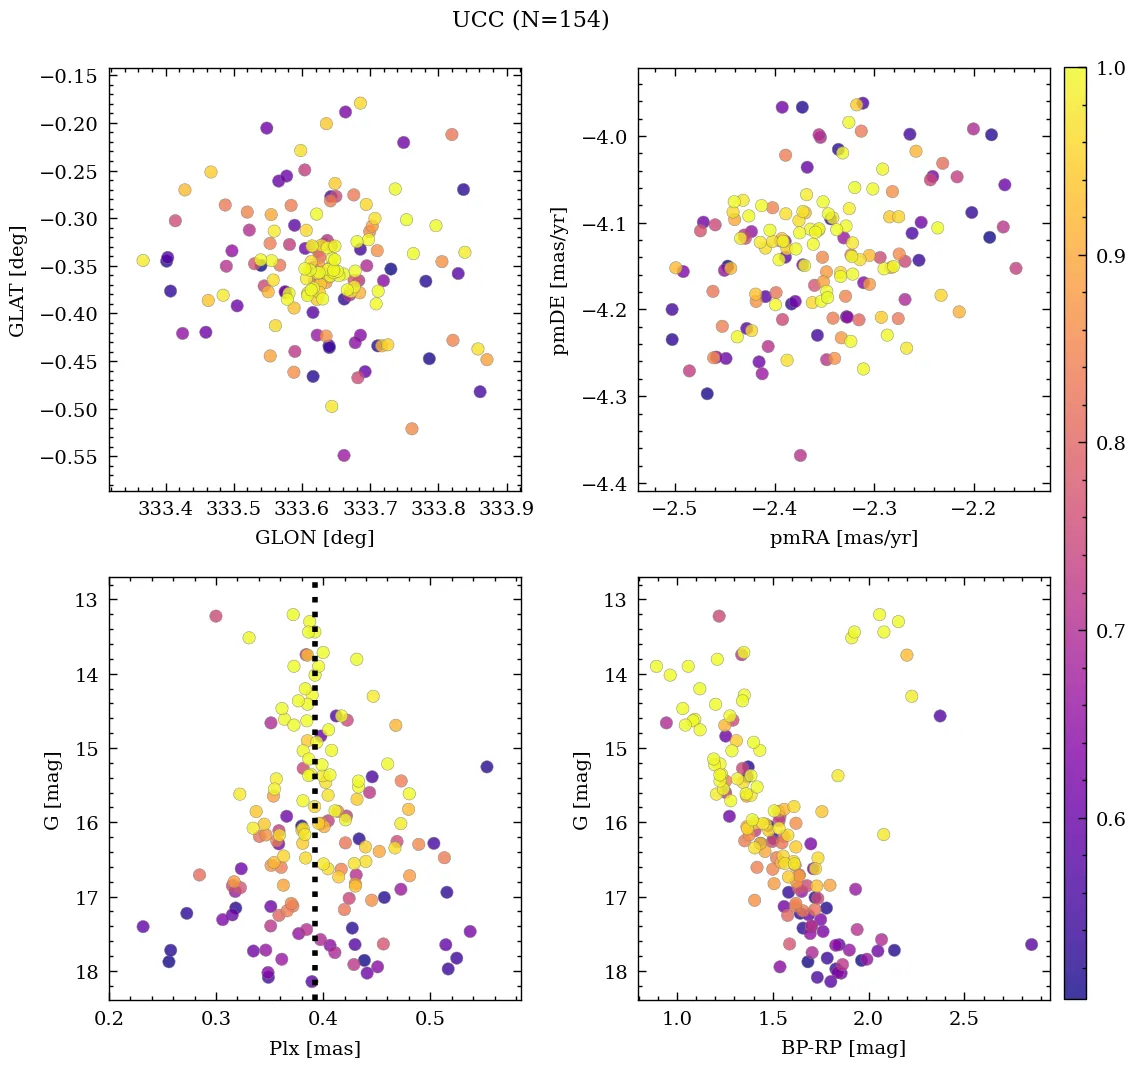 UCC (N=154)
−0.15
−0.20
−0.25
−0.30
−0.35
−0.40
−0.45
−0.50
−0.55
GLAT [deg]
333.4 333.5 333.6 333.7 333.8 333.9
GLON [deg]
−4.0
−4.1
−4.2
−4.3
−4.4
pmDE [mas/yr]
−2.5 −2.4 −2.3 −2.2
pmRA [mas/yr]
1.0
0.9
0.8
0.7
0.6
13
14
15
16
17
18
G [mag]
0.2 0.3 0.4 0.5
Plx [mas]
13
14
15
16
17
18
G [mag]
1.0 1.5 2.0 2.5
BP-RP [mag]